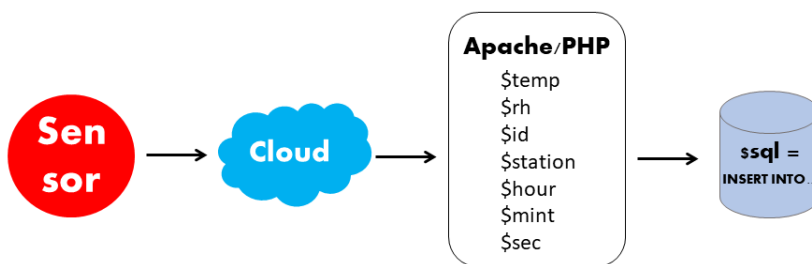 Sen
sor
Cloud
Apache/PHP
$temp
$rh
$id
$station
$hour
$mint
$sec
$sql =
INSERT INTO ..